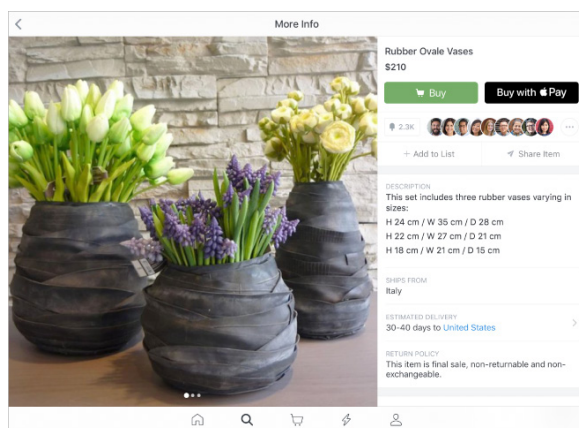 More Info
Rubber Ovale Vases
$210
Buy
Buy with Pay
2.3K
+ Add to List
Share Item
DESCRIPTION
This set includes three rubber vases varying in
sizes:
H 24 cm / W 35 cm / D 28 cm
H 22 cm / W 27 cm / D 21 cm
H 18 cm / W 21 cm / D 15 cm
SHIPS FROM
Italy
ESTIMATED DELIVERY
30-40 days to United States
RETURN POLICY
This item is final sale, non-returnable and non-
exchangeable.